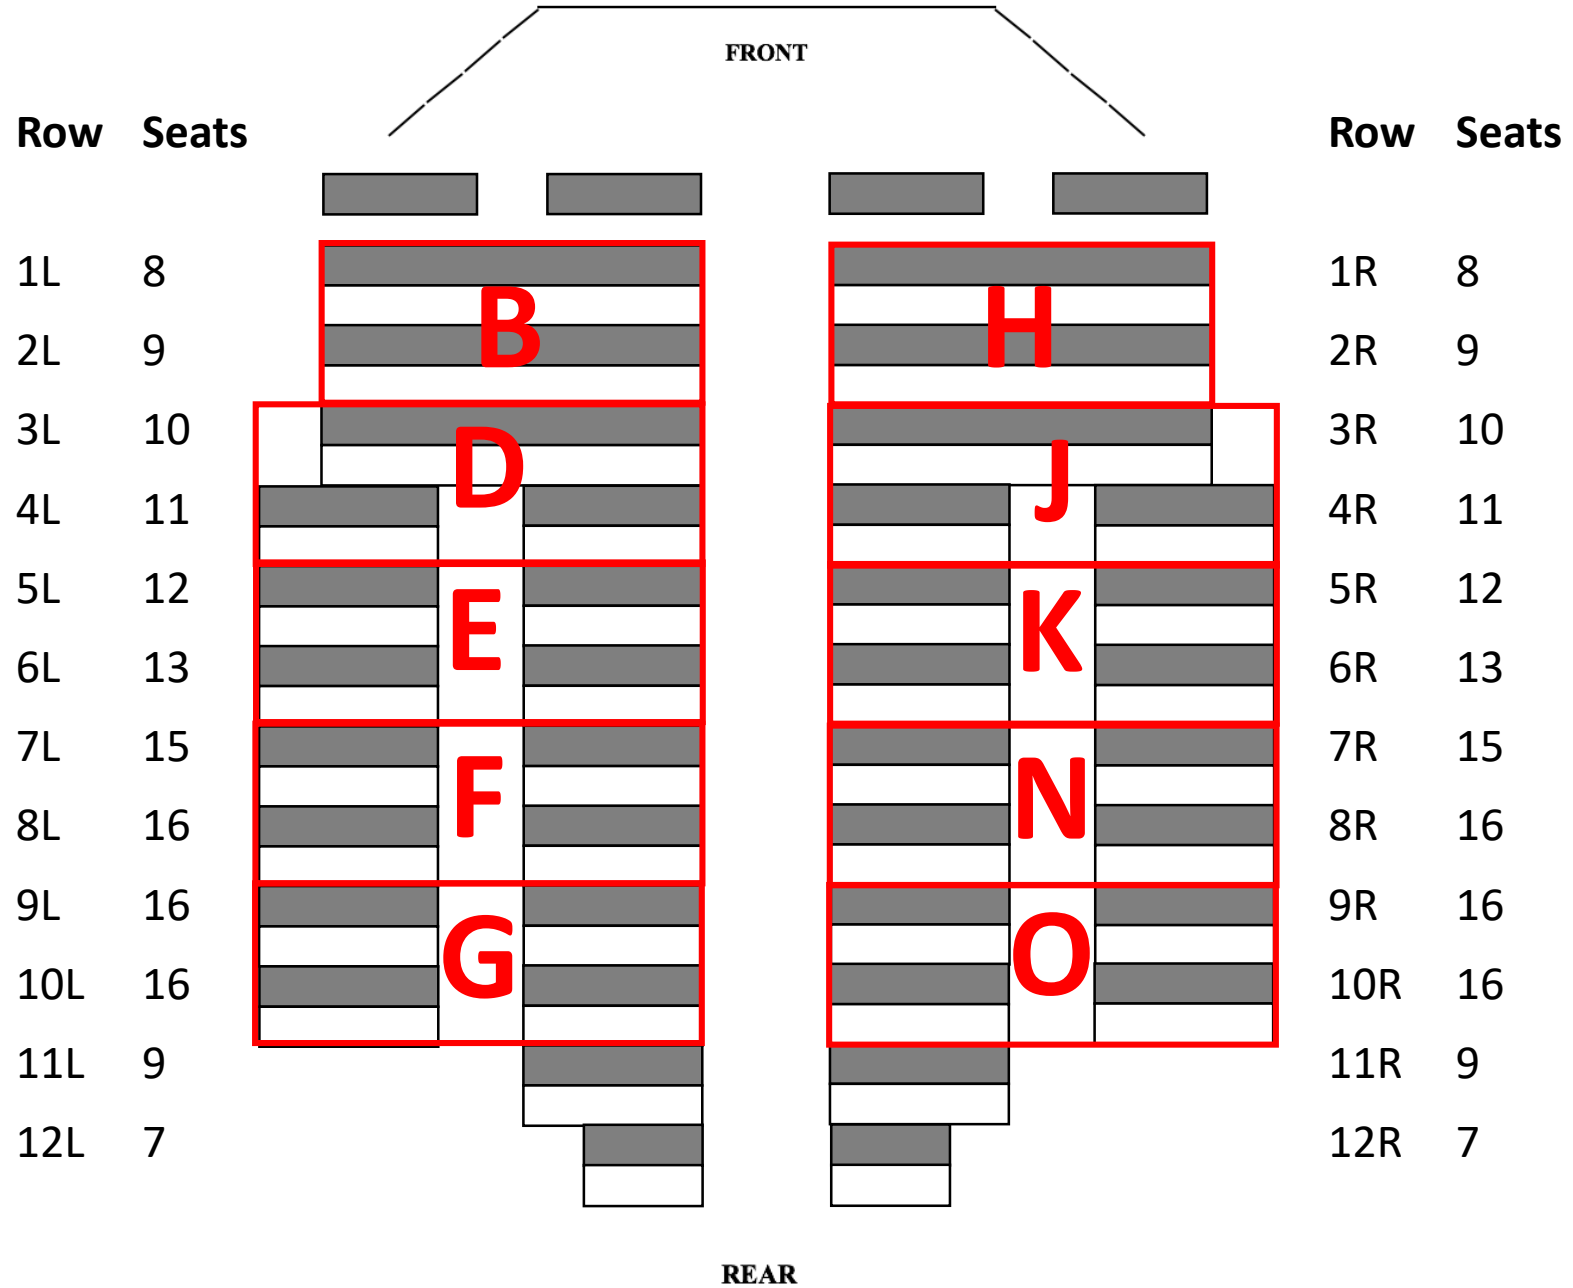 FRONT
Row Seats Row Seats
1L 8 1R 8
B H
2L 9 2R 9
3L 10 3R 10
D J
4L 11 4R 11
5L 12 5R 12
E K
6L 13 6R 13
7L 15 7R 15
F N
8L 16 8R 16
9L 16 9R 16
G O
10L 16 10R 16
11L 9 11R 9
12L 7 12R 7
REAR